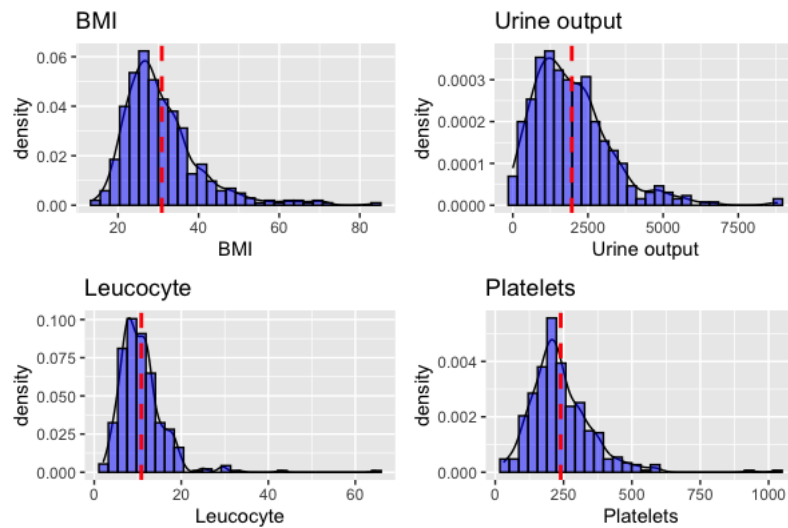 BMI
0.06
0.04
0.02
0.00
density
20 40 60 80
BMI
Urine output
0.0003
0.0002
0.0001
0.0000
density
0 2500 5000 7500
Urine output
Leucocyte
0.100
0.075
0.050
0.025
0.000
density
0 20 40 60
Leucocyte
Platelets
0.004
0.002
0.000
density
0 250 500 750 1000
Platelets